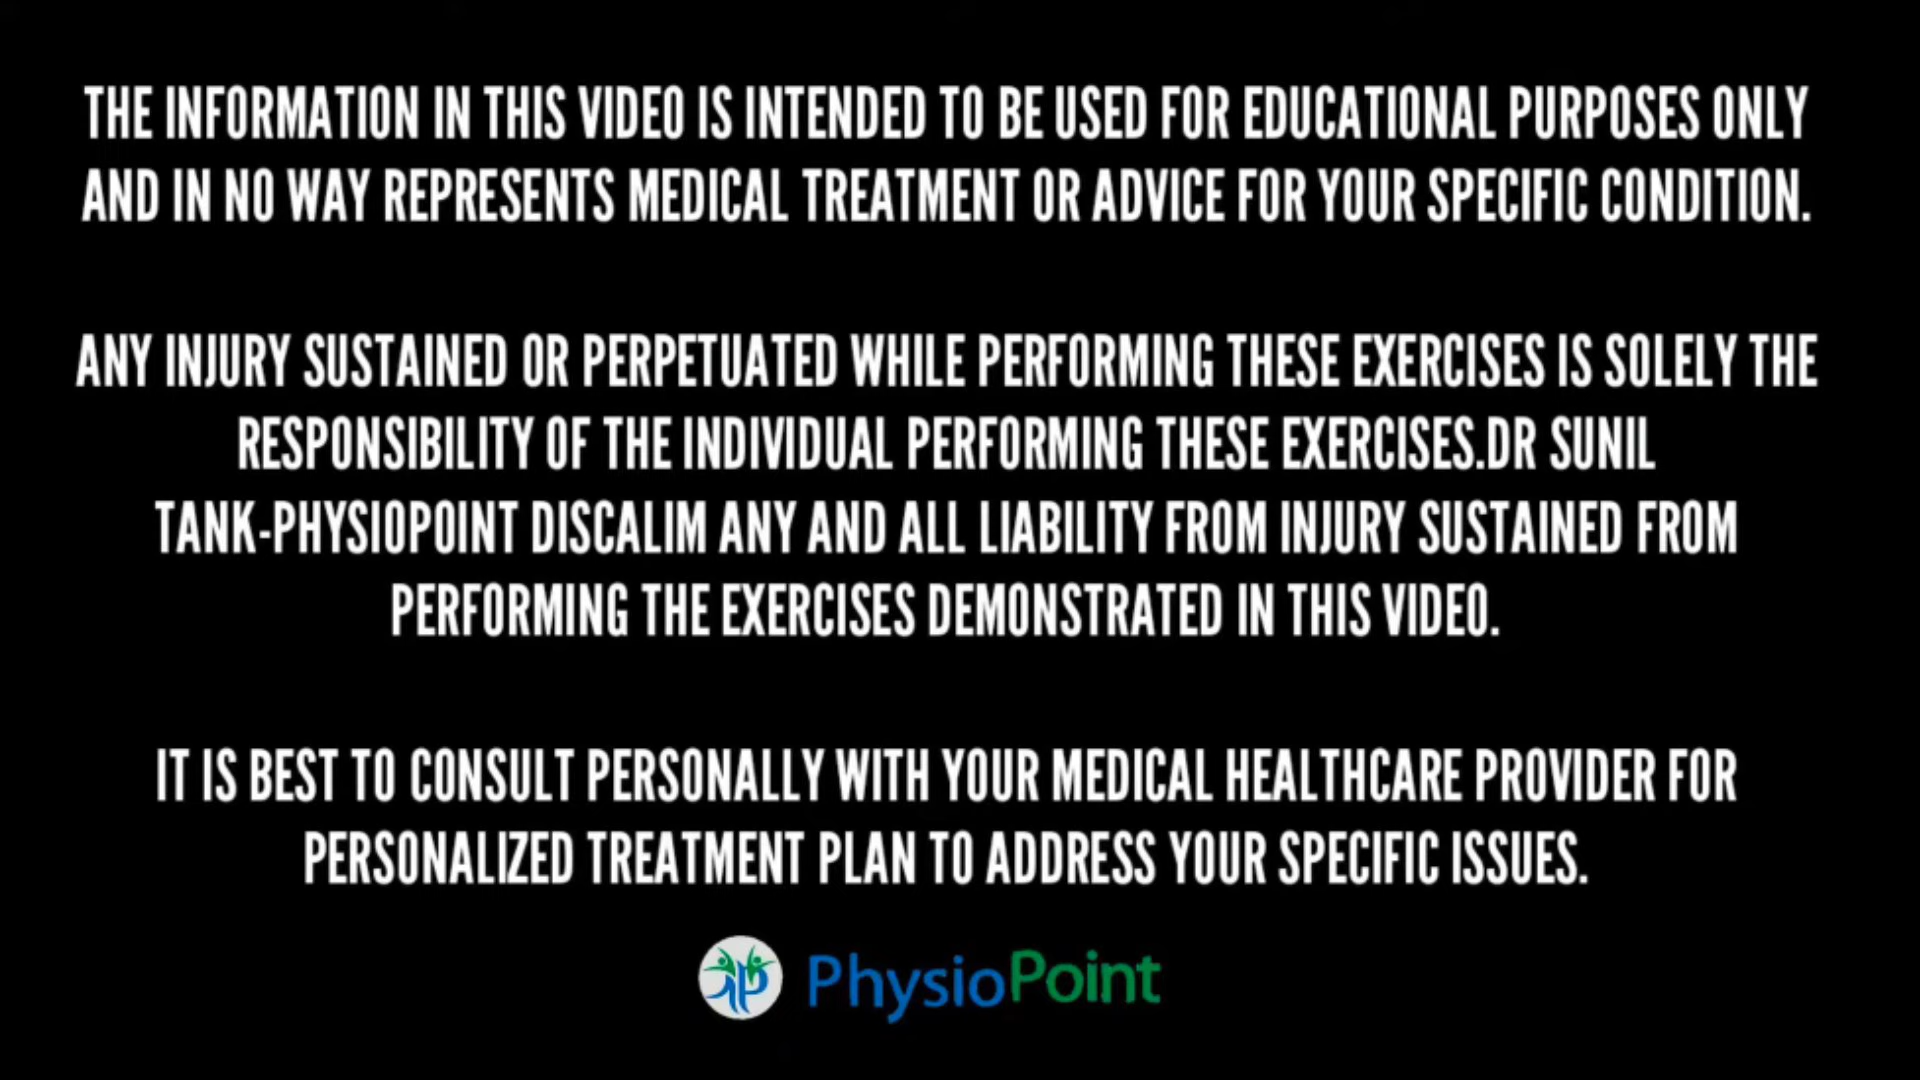 THE INFORMATION IN THIS VIDEO IS INTENDED TO BE USED FOR EDUCATIONAL PURPOSES ONLY
AND IN NO WAY REPRESENTS MEDICAL TREATMENT OR ADVICE FOR YOUR SPECIFIC CONDITION.
ANY INJURY SUSTAINED OR PERPETUATED WHILE PERFORMING THESE EXERCISES IS SOLELY THE
RESPONSIBILITY OF THE INDIVIDUAL PERFORMING THESE EXERCISES.DR SUNIL
TANK-PHYSIOPOINT DISCALIM ANY AND ALL LIABILITY FROM INJURY SUSTAINED FROM
PERFORMING THE EXERCISES DEMONSTRATED IN THIS VIDEO.
IT IS BEST TO CONSULT PERSONALLY WITH YOUR MEDICAL HEALTHCARE PROVIDER FOR
PERSONALIZED TREATMENT PLAN TO ADDRESS YOUR SPECIFIC ISSUES.
PhysioPoint